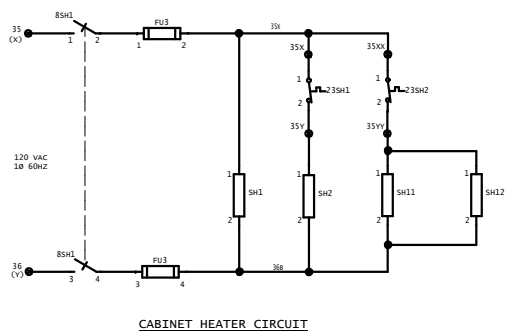 8SH1
35
(X)
1 2
FU3
1 2
35X
35X
35XX
1
2
23SH1
1
2
23SH2
35Y
35YY
120 VAC
1Ø 60HZ
1
SH1
2
1
SH2
2
1
SH11
2
1
SH12
2
8SH1
36
(Y)
3 4
FU3
3 4
36B
CABINET HEATER CIRCUIT